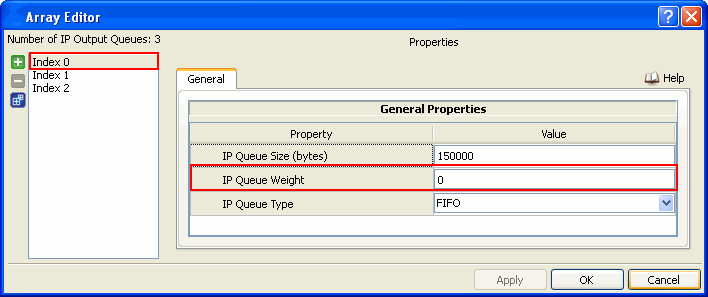 Array Editor
Number of IP Output Queues: 3
Properties
Index 0
Index 1
Index 2
General
Help
General Properties
Property Value
IP Queue Size (bytes) 150000
IP Queue Weight 0
IP Queue Type FIFO
Apply OK Cancel